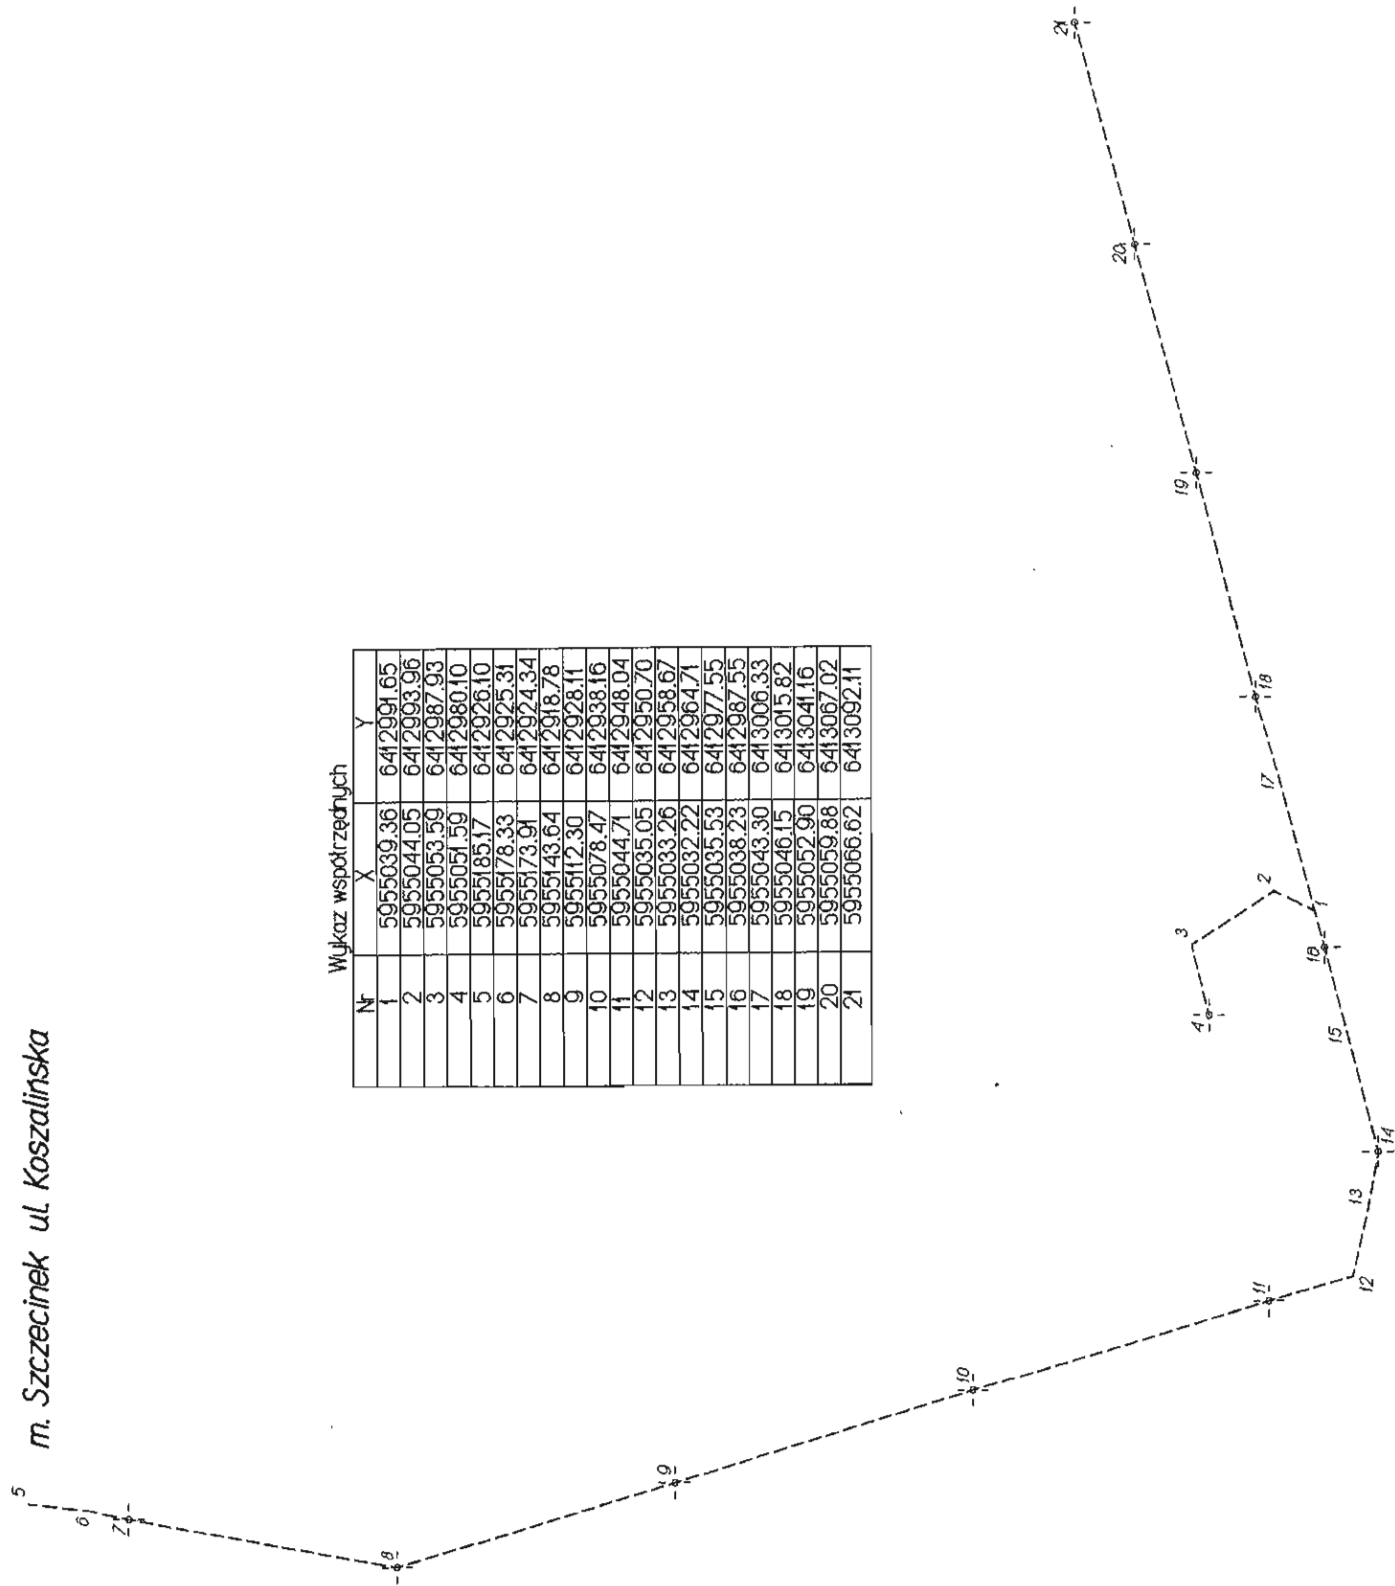 m. Szczecinek ul. Koszalinska
Wykaz współrzędnych
Nr X Y
1 5955039.36 6412991.65
2 5955044.05 6412993.96
3 5955053.59 6412987.93
4 5955051.59 6412980.10
5 5955185.17 6412926.10
6 5955178.33 6412925.31
7 5955173.91 6412924.34
8 5955143.64 6412918.78
9 5955112.30 6412928.11
10 5955078.47 6412938.16
11 5955044.71 6412948.04
12 5955035.05 6412950.70
13 5955033.26 6412958.67
14 5955032.22 6412964.71
15 5955035.53 6412977.55
16 5955038.23 6412987.55
17 5955043.30 6413006.33
18 5955046.15 6413015.82
19 5955052.90 6413041.16
20 5955059.88 6413067.02
21 5955066.62 6413092.11
5
6
7
8
9
10
11
12
13
14
15
16
1
2
3
4
17
18
19
20
21